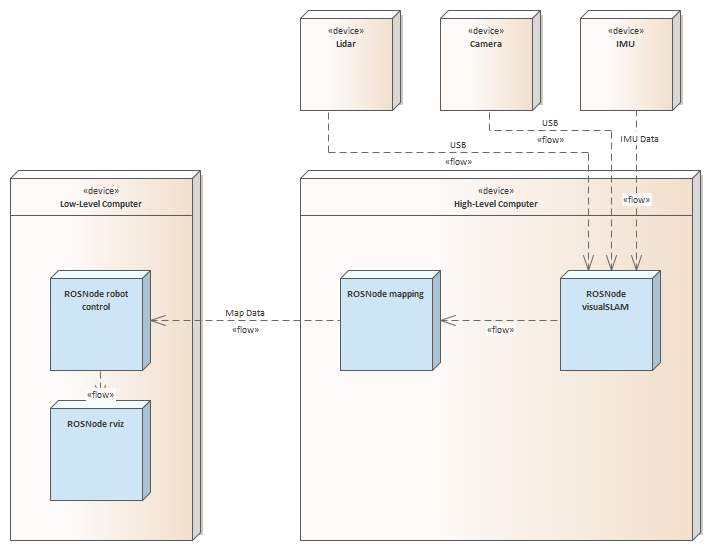 «device»
Lidar
«device»
Camera
«device»
IMU
USB
«flow»
USB
«flow»
IMU Data
«flow»
«device»
Low-Level Computer
«device»
High-Level Computer
ROSNode robot
control
Map Data
«flow»
ROSNode mapping
«flow»
ROSNode
visualSLAM
«flow»
ROSNode rviz